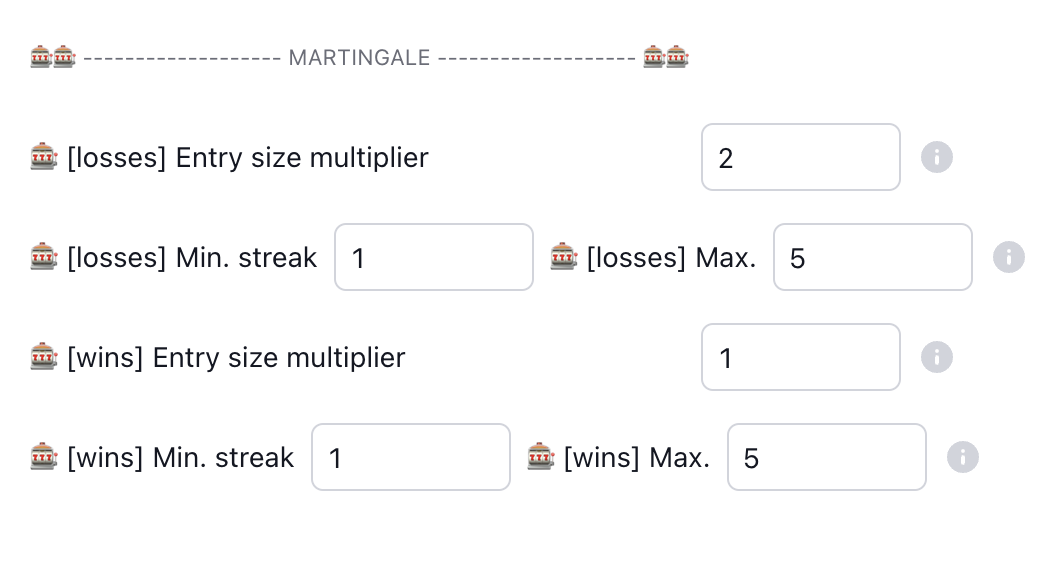 🎰🎰 ------------------- MARTINGALE ------------------- 🎰🎰
🎰 [losses] Entry size multiplier 2
🎰 [losses] Min. streak 1 🎰 [losses] Max. 5
🎰 [wins] Entry size multiplier 1
🎰 [wins] Min. streak 1 🎰 [wins] Max. 5